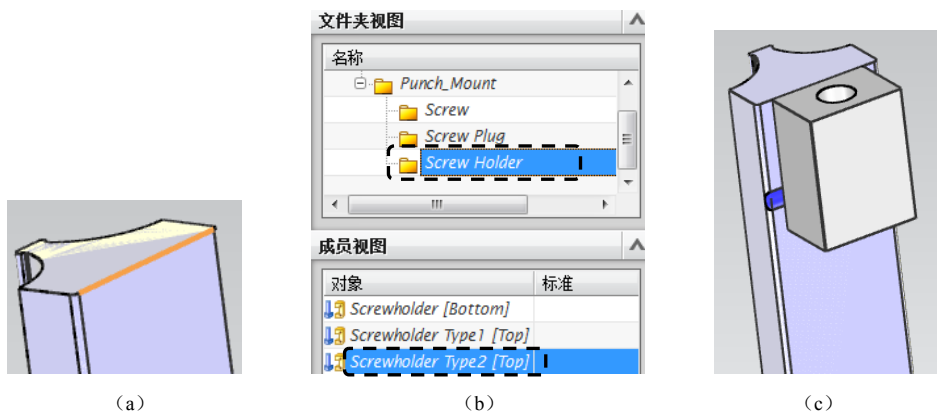 文件夹视图
名称
Punch_Mount
Screw
Screw Plug
Screw Holder
成员视图
对象 标准
Screwholder [Bottom]
Screwholder Type1 [Top]
Screwholder Type2 [Top]
（a） （b） （c）